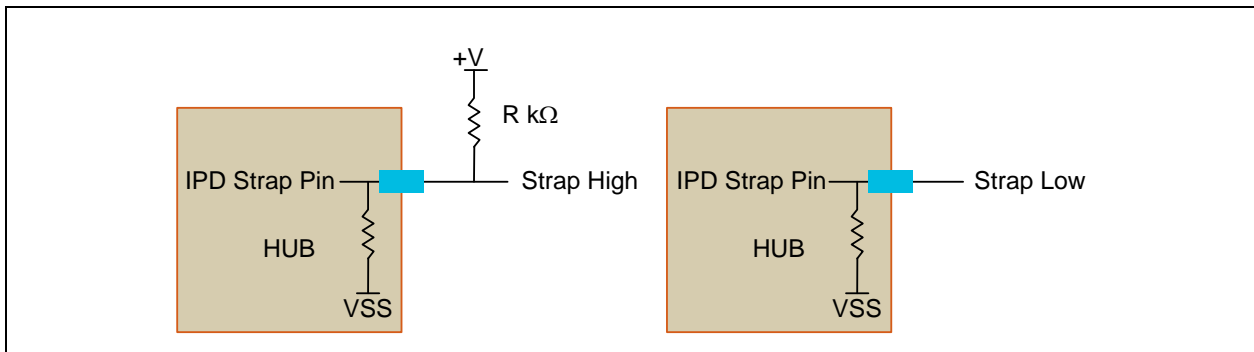 +V
R kΩ
IPD Strap Pin
Strap High
HUB
VSS
IPD Strap Pin
Strap Low
HUB
VSS